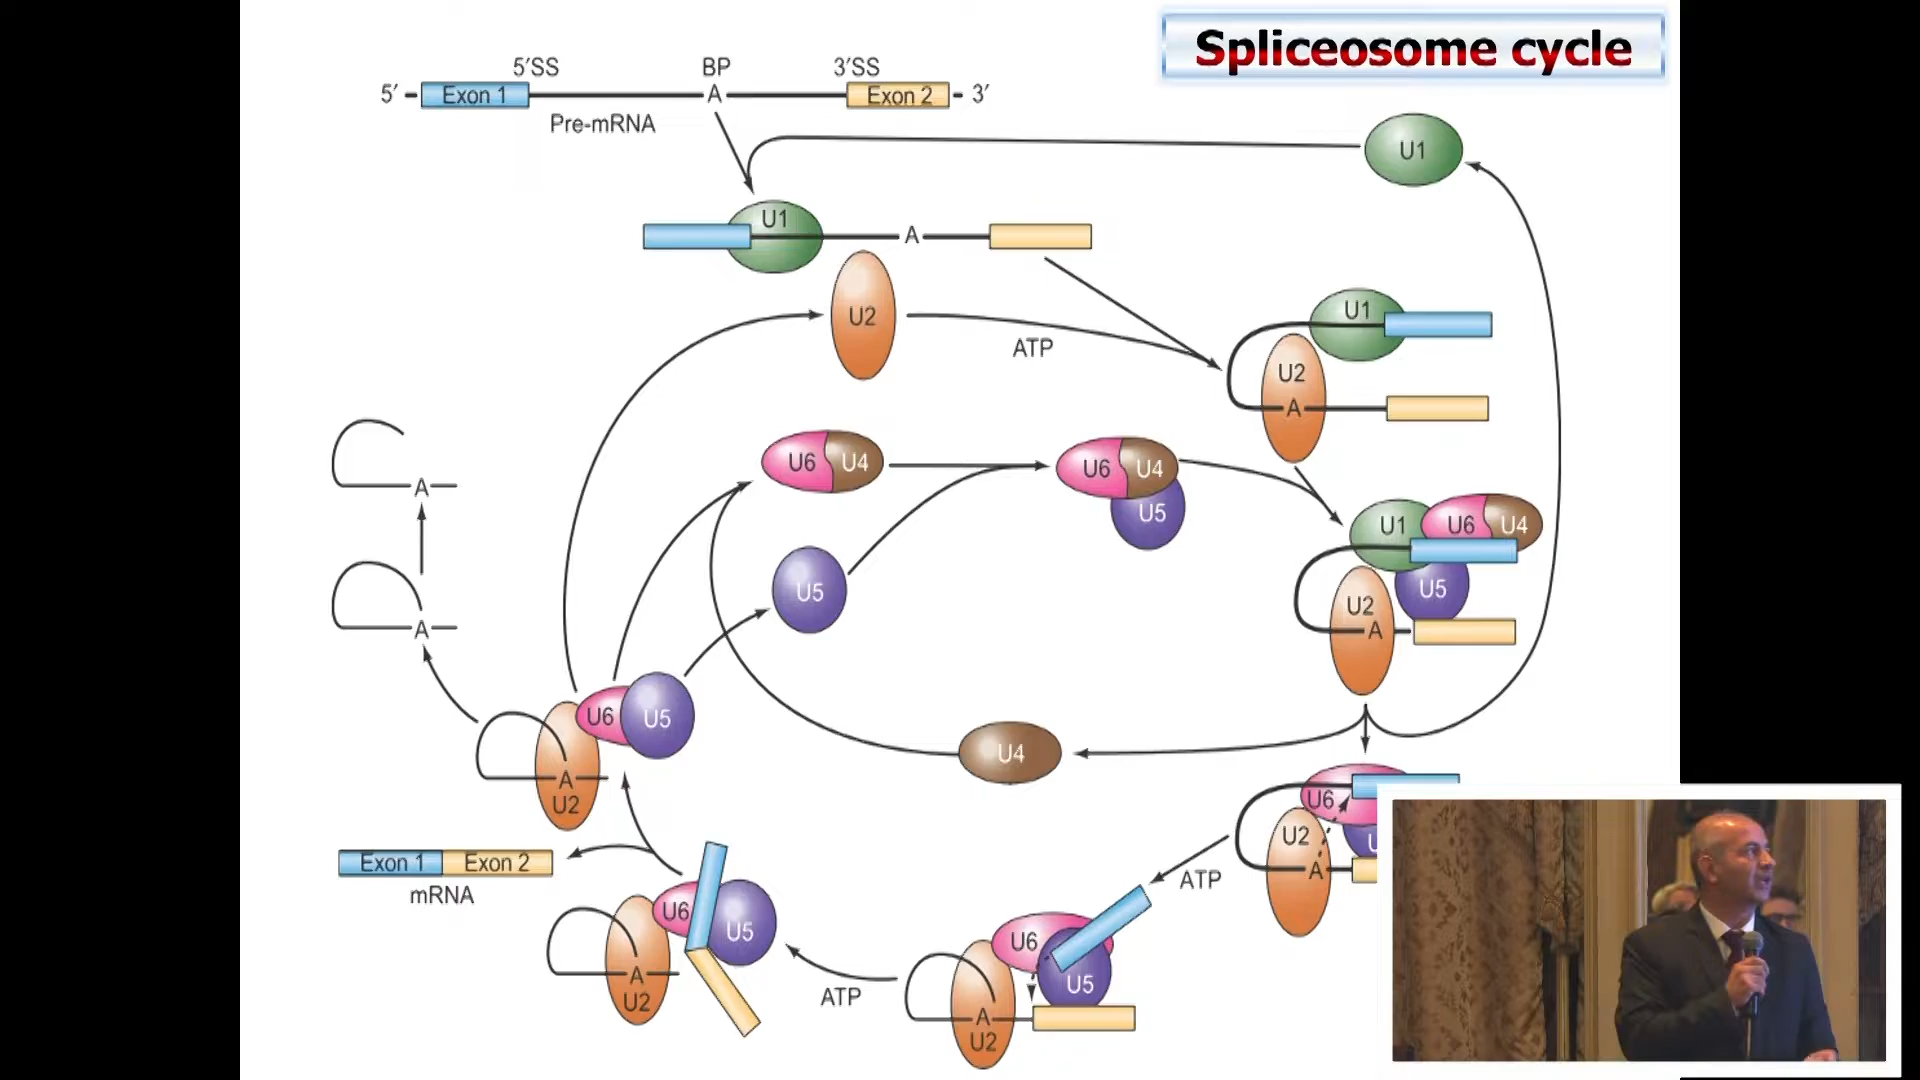 Spliceosome cycle
5′SS BP 3′SS
5′ Exon 1 A Exon 2 3′
Pre-mRNA
U1
U1
A
U2
ATP
U1
U2
A
U6 U4
U6 U4
U5
A
U1 U6 U4
U5
U5
U2
A
A
U6 U5
U4
A
U2
U6
U2
A
ATP
Exon 1 Exon 2
mRNA
U6
U5
A
U2
ATP
U6
U5
A
U2